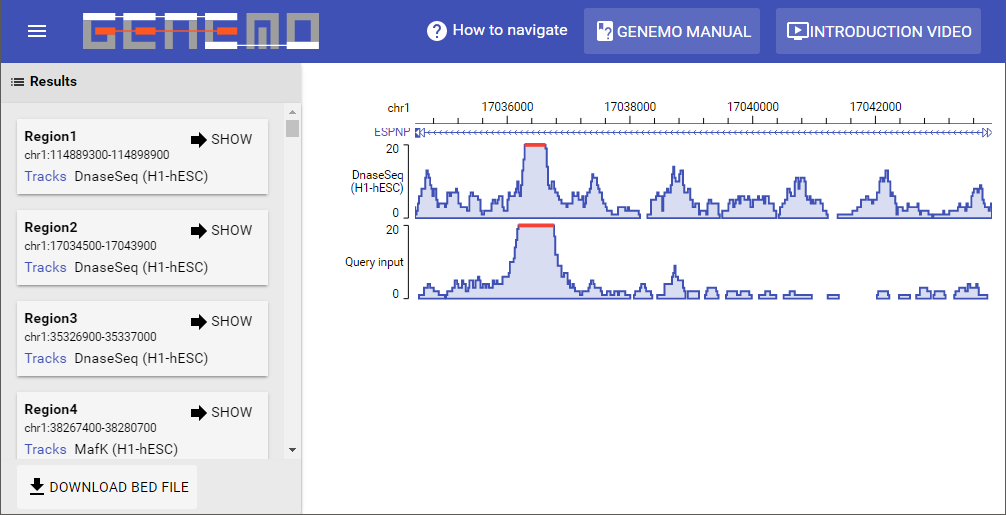 GENEMO
How to navigate
GENEMO MANUAL
INTRODUCTION VIDEO
Results
Region1
SHOW
chr1:114889300-114898900
Tracks DnaseSeq (H1-hESC)
Region2
SHOW
chr1:17034500-17043900
Tracks DnaseSeq (H1-hESC)
Region3
SHOW
chr1:35326900-35337000
Tracks DnaseSeq (H1-hESC)
Region4
SHOW
chr1:38267400-38280700
Tracks MafK (H1-hESC)
DOWNLOAD BED FILE
chr1 17036000 17038000 17040000 17042000
ESPNP
20
DnaseSeq
(H1-hESC)
0
20
Query input
0